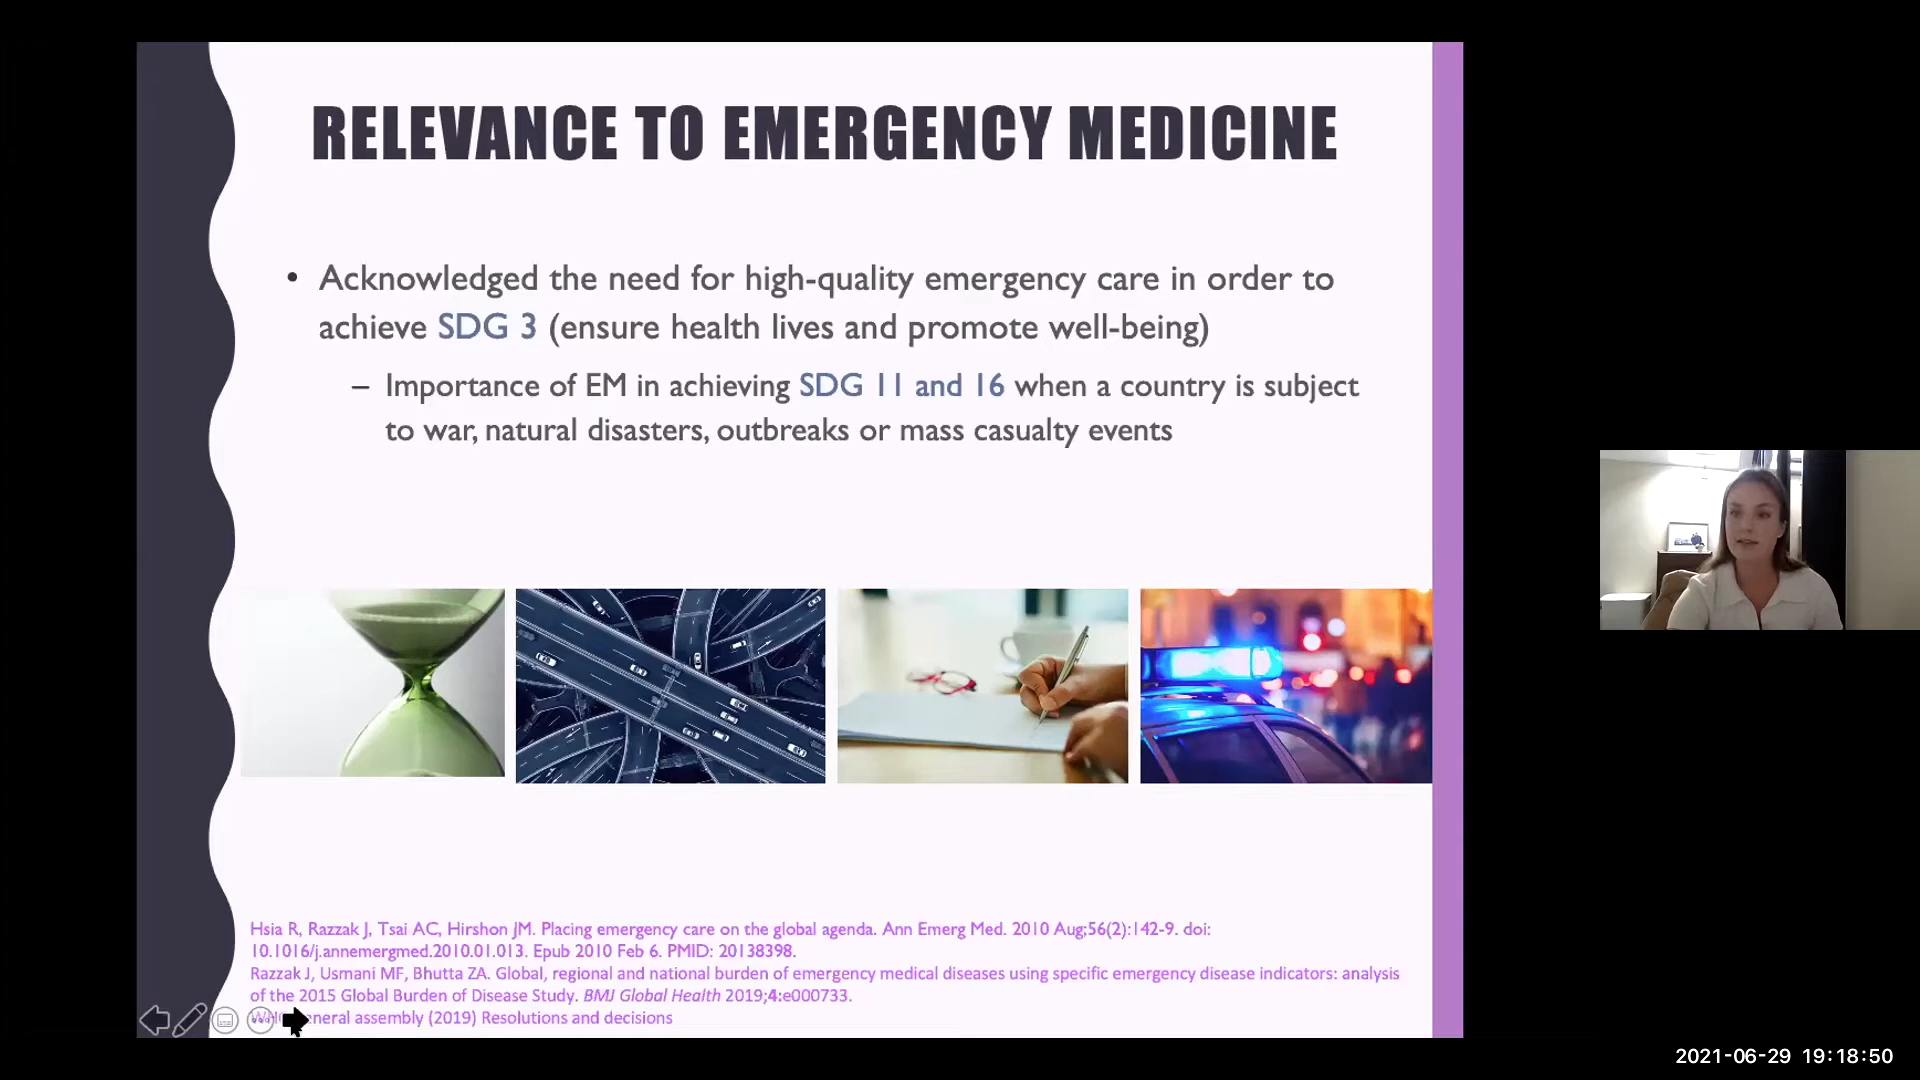 RELEVANCE TO EMERGENCY MEDICINE
• Acknowledged the need for high-quality emergency care in order to
achieve SDG 3 (ensure health lives and promote well-being)
– Importance of EM in achieving SDG 11 and 16 when a country is subject
to war, natural disasters, outbreaks or mass casualty events
Hsia R, Razzak J, Tsai AC, Hirshon JM. Placing emergency care on the global agenda. Ann Emerg Med. 2010 Aug;56(2):142-9. doi:
10.1016/j.annemergmed.2010.01.013. Epub 2010 Feb 6. PMID: 20138398.
Razzak J, Usmani MF, Bhutta ZA. Global, regional and national burden of emergency medical diseases using specific emergency disease indicators: analysis
of the 2015 Global Burden of Disease Study. BMJ Global Health 2019;4:e000733.
assembly (2019) Resolutions and decisions
2021-06-29 19:18:50